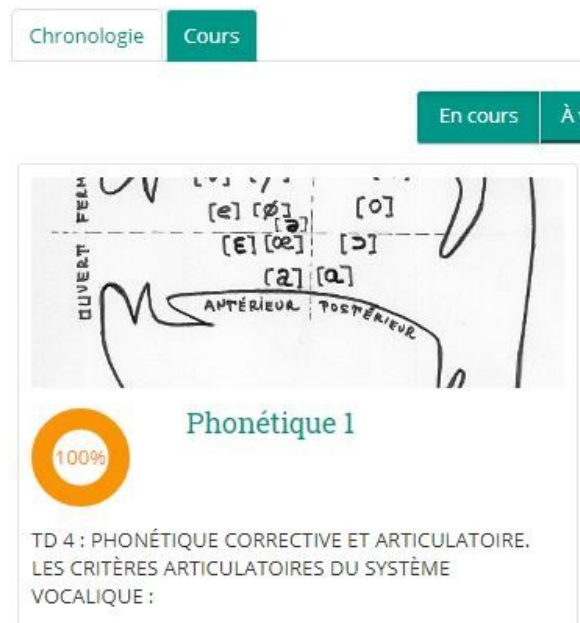 Chronologie Cours
En cours À
FERM
[e] [ø] [o]
[ə]
[ɛ] [œ] [ɔ]
OUVERT
[a] [ɑ]
ANTÉRIEUR POSTÉRIEUR
Phonétique 1
100%
TD 4 : PHONÉTIQUE CORRECTIVE ET ARTICULATOIRE.
LES CRITÈRES ARTICULATOIRES DU SYSTÈME
VOCALIQUE :